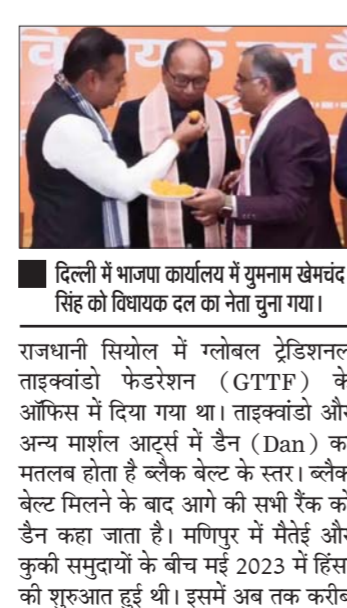 विधायक दल बै
दिल्ली में भाजपा कार्यालय में युमनाम खेमचंद
सिंह को विधायक दल का नेता चुना गया।
राजधानी सियोल में ग्लोबल ट्रेडिशनल
ताइक्वांडो फेडरेशन (GTTF) के
ऑफिस में दिया गया था। ताइक्वांडो और
अन्य मार्शल आर्ट्स में डैन (Dan) का
मतलब होता है ब्लैक बेल्ट के स्तर। ब्लैक
बेल्ट मिलने के बाद आगे की सभी रैंक को
डैन कहा जाता है। मणिपुर में मैतेई और
कुकी समुदायों के बीच मई 2023 में हिंसा
की शुरुआत हुई थी। इसमें अब तक करीब